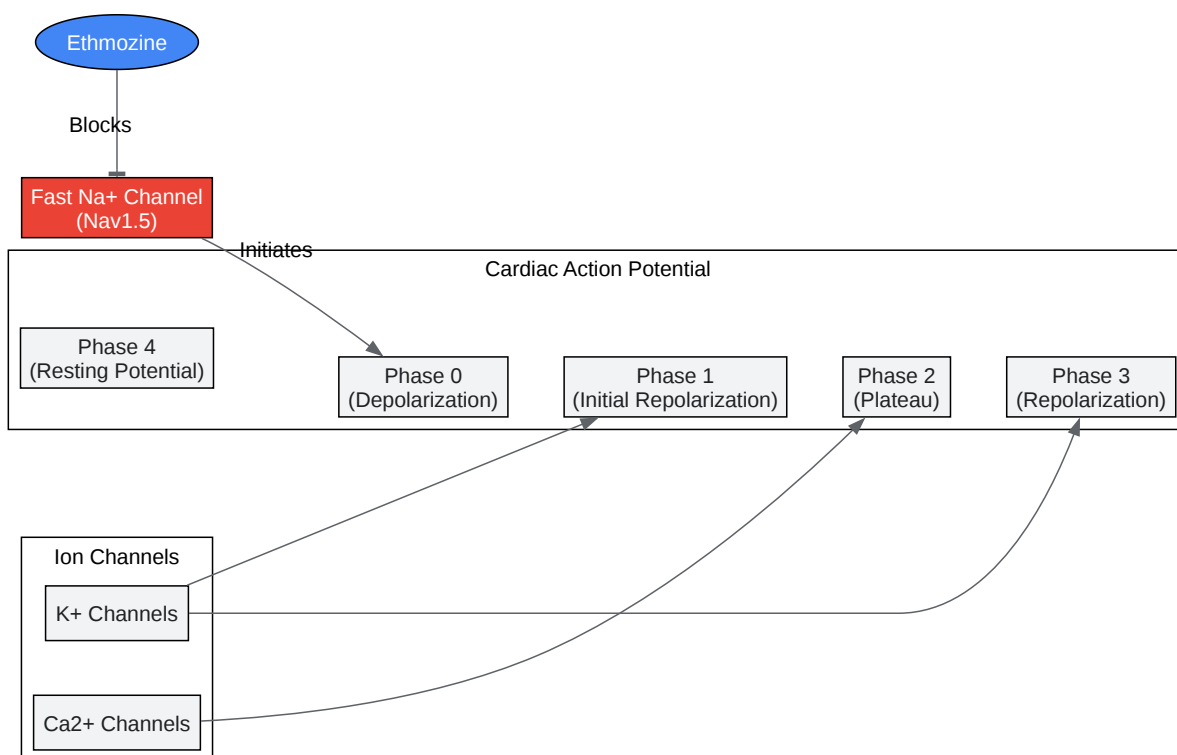 Ethmozine
Blocks
Fast Na+ Channel
(Nav1.5)
Initiates
Cardiac Action Potential
Phase 4
(Resting Potential)
Phase 0
(Depolarization)
Phase 1
(Initial Repolarization)
Phase 2
(Plateau)
Phase 3
(Repolarization)
Ion Channels
K+ Channels
Ca2+ Channels